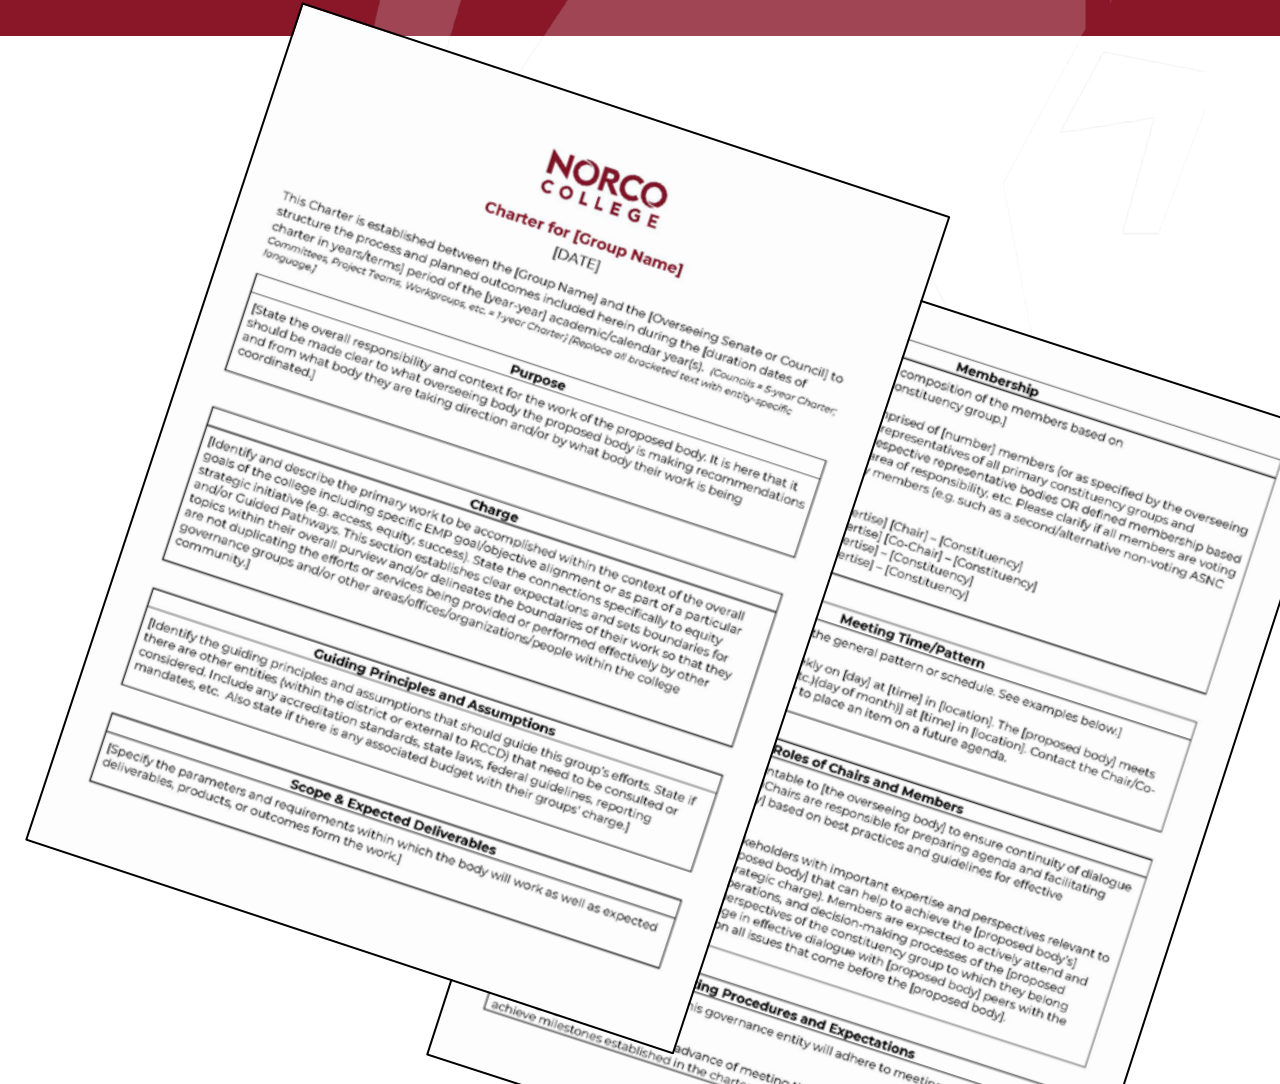 NORCO
COLLEGE
Charter for [Group Name]
[DATE]
This Charter is established between the [Group Name] and the [Overseeing Senate or Council] to
structure the process and planned outcomes included herein during the [duration dates of
charter in years/terms] period of the [year-year] academic/calendar year(s). (Councils = 5-year Charter;
Committees, Project Teams, Workgroups, etc. = 1-year Charter) [Replace all bracketed text with entity-specific
language.]
Purpose
[State the overall responsibility and context for the work of the proposed body. It is here that it
should be made clear to what overseeing body the proposed body is making recommendations
and from what body they are taking direction and/or by what body their work is being
coordinated.]
Charge
[Identify and describe the primary work to be accomplished within the context of the overall
goals of the college including specific EMP goal/objective alignment or as part of a particular
strategic initiative (e.g. access, equity, success). State the connections specifically to equity
and/or Guided Pathways. This section establishes clear expectations and sets boundaries for
topics within their overall purview and/or delineates the boundaries of their work so that they
are not duplicating the efforts or services being provided or performed effectively by other
governance groups and/or other areas/offices/organizations/people within the college
community.]
Guiding Principles and Assumptions
[Identify the guiding principles and assumptions that should guide this group's efforts. State if
there are other entities (within the district or external to RCCD) that need to be consulted or
considered. Include any accreditation standards, state laws, federal guidelines, reporting
mandates, etc. Also state if there is any associated budget with their groups' charge.]
Scope & Expected Deliverables
[Specify the parameters and requirements within which the body will work as well as expected
deliverables, products, or outcomes form the work.]
Membership
composition of the members based on
onstituency group.]
prised of [number] members (or as specified by the overseeing
representatives of all primary constituency groups and
espective representative bodies OR defined membership based
area of responsibility, etc. Please clarify if all members are voting
members (e.g. such as a second/alternative non-voting ASNC
ertise] [Chair] – [Constituency]
ertise] [Co-Chair] – [Constituency]
ertise] – [Constituency]
ertise] – [Constituency]
Meeting Time/Pattern
the general pattern or schedule. See examples below.]
kly on [day] at [time] in [location]. The [proposed body] meets
tc.)(day of month)] at [time] in [location]. Contact the Chair/Co-
to place an item on a future agenda.
Roles of Chairs and Members
ntable to [the overseeing body] to ensure continuity of dialogue
Chairs are responsible for preparing agenda and facilitating
y] based on best practices and guidelines for effective
keholders with important expertise and perspectives relevant to
posed body] that can help to achieve the [proposed body's]
rategic charge). Members are expected to actively attend and
perations, and decision-making processes of the [proposed
erspectives of the constituency group to which they belong
ge in effective dialogue with [proposed body] peers with the
on all issues that come before the [proposed body].
ing Procedures and Expectations
his governance entity will adhere to meeting
advance of meeting
achieve milestones established in the charte